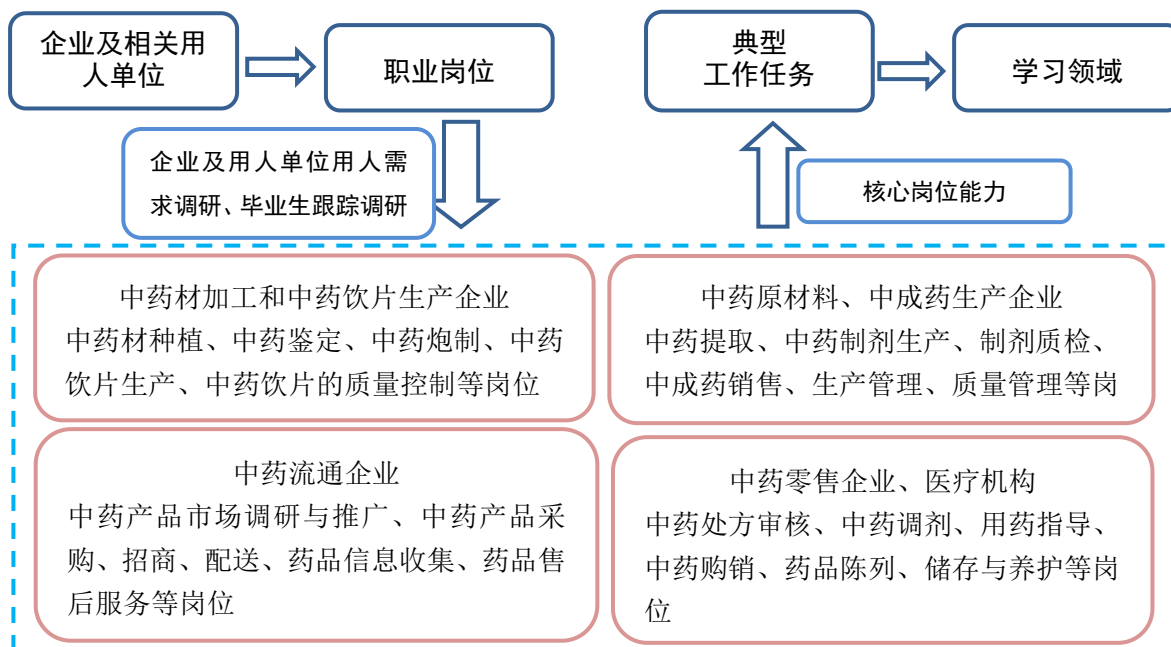 企业及相关用
人单位
职业岗位
典型
工作任务
学习领域
企业及用人单位用人需
求调研、毕业生跟踪调研
核心岗位能力
中药材加工和中药饮片生产企业
中药材种植、中药鉴定、中药炮制、中药
饮片生产、中药饮片的质量控制等岗位
中药原材料、中成药生产企业
中药提取、中药制剂生产、制剂质检、
中成药销售、生产管理、质量管理等岗
中药流通企业
中药产品市场调研与推广、中药产品采
购、招商、配送、药品信息收集、药品售
后服务等岗位
中药零售企业、医疗机构
中药处方审核、中药调剂、用药指导、
中药购销、药品陈列、储存与养护等岗
位